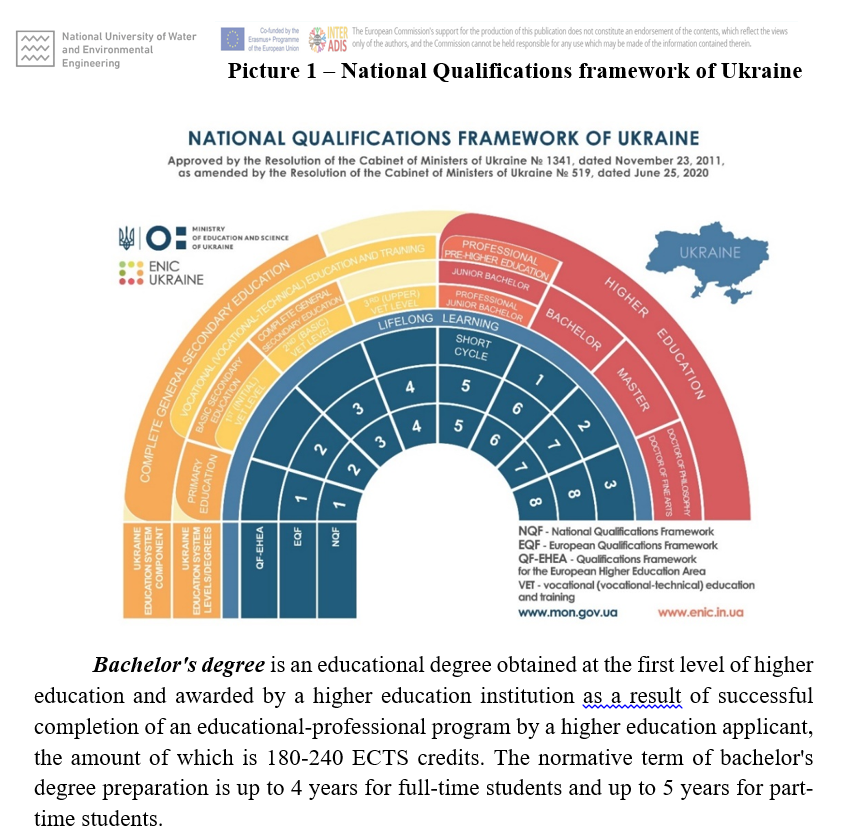 National University of Water
and Environmental
Engineering
Co-funded by the
Erasmus+ Programme
of the European Union
INTER
ADIS
The European Commission's support for the production of this publication does not constitute an endorsement of the contents, which reflect the views
only of the authors, and the Commission cannot be held responsible for any use which may be made of the information contained therein.
Picture 1 – National Qualifications framework of Ukraine
NATIONAL QUALIFICATIONS FRAMEWORK OF UKRAINE
Approved by the Resolution of the Cabinet of Ministers of Ukraine № 1341, dated November 23, 2011,
as amended by the Resolution of the Cabinet of Ministers of Ukraine № 519, dated June 25, 2020
MINISTRY
OF EDUCATION AND SCIENCE
OF UKRAINE
ENIC
UKRAINE
UKRAINE
COMPLETE GENERAL SECONDARY EDUCATION
VOCATIONAL (VOCATIONAL-TECHNICAL) EDUCATION AND TRAINING
PROFESSIONAL
PRE-HIGHER EDUCATION
HIGHER EDUCATION
PRIMARY
EDUCATION
BASIC SECONDARY
EDUCATION
1ST (INITIAL)
VET LEVEL
COMPLETE GENERAL
SECONDARY EDUCATION
2ND (BASIC)
VET LEVEL
3RD (UPPER)
VET LEVEL
JUNIOR BACHELOR
PROFESSIONAL
JUNIOR BACHELOR
BACHELOR
MASTER
DOCTOR OF PHILOSOPHY
DOCTOR OF FINE ARTS
LIFELONG LEARNING
SHORT
CYCLE
1
2
3
1
2
3
4
5
6
7
8
1
2
3
4
5
6
7
8
UKRAINE
EDUCATION SYSTEM
COMPONENT
UKRAINE
EDUCATION SYSTEM
LEVELS/DEGREES
QF-EHEA
EQF
NQF
NQF - National Qualifications Framework
EQF - European Qualifications Framework
QF-EHEA - Qualifications Framework
for the European Higher Education Area
VET - vocational (vocational-technical) education
and training
www.mon.gov.ua
www.enic.in.ua
Bachelor's degree is an educational degree obtained at the first level of higher
education and awarded by a higher education institution as a result of successful
completion of an educational-professional program by a higher education applicant,
the amount of which is 180-240 ECTS credits. The normative term of bachelor's
degree preparation is up to 4 years for full-time students and up to 5 years for part-
time students.